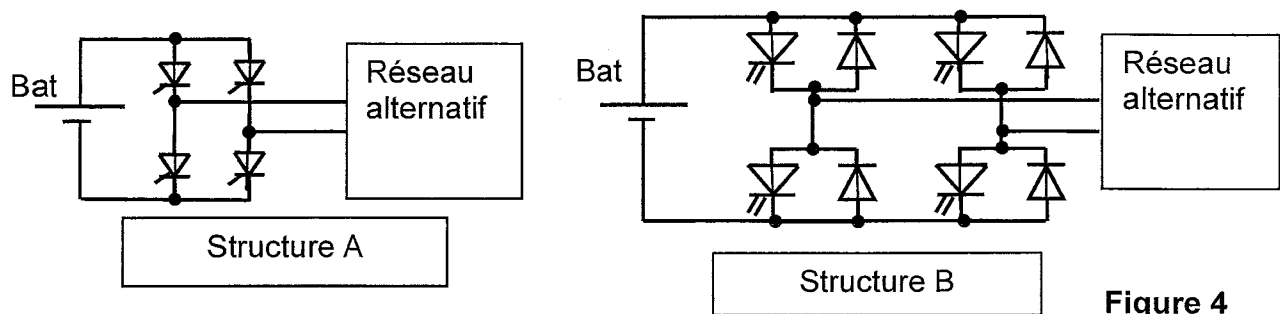 Bat
Réseau
alternatif
Structure A
Bat
Réseau
alternatif
Structure B
Figure 4